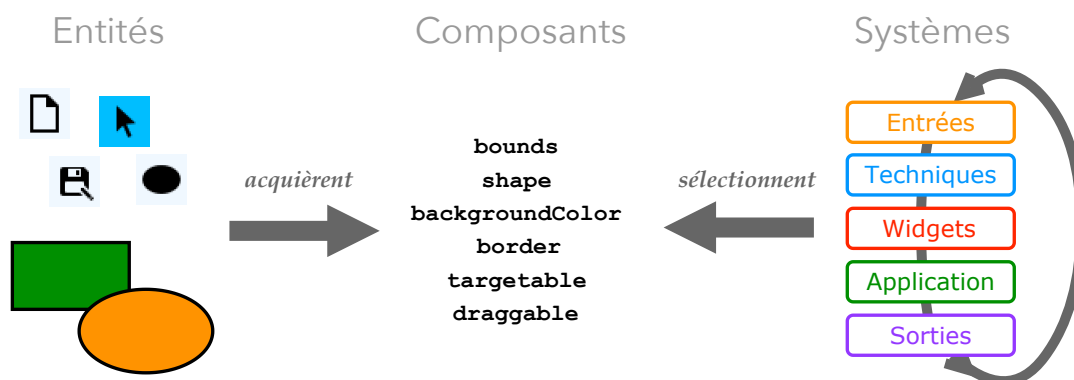 Entités
Composants
Systèmes
acquièrent
bounds
shape
backgroundColor
border
targetable
draggable
sélectionnent
Entrées
Techniques
Widgets
Application
Sorties